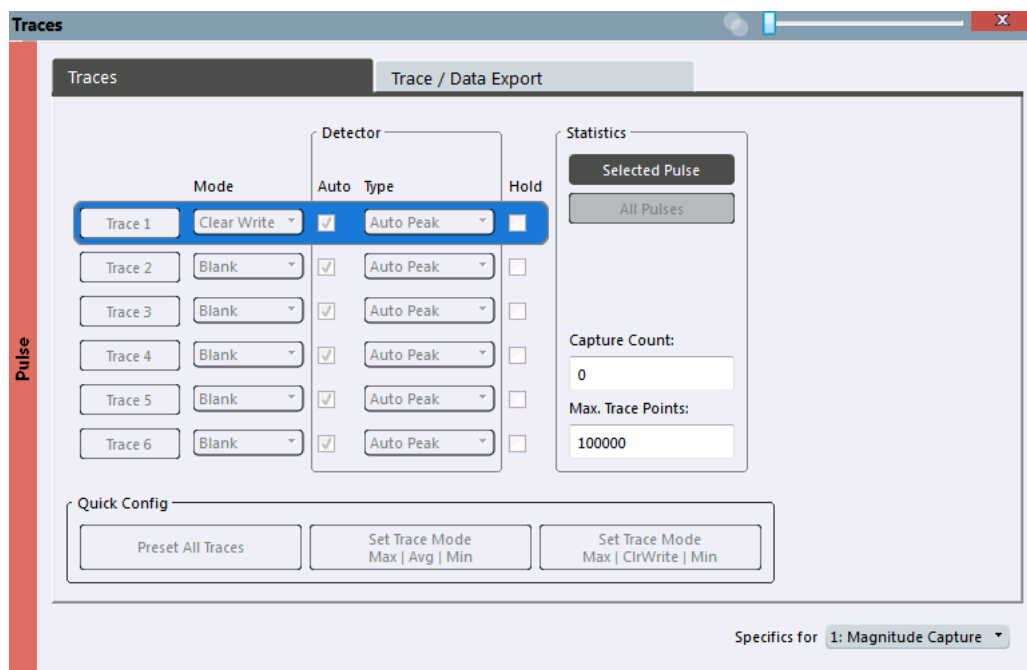 Traces
x
Pulse
Traces
Trace / Data Export
Detector
Statistics
Mode
Auto
Type
Hold
Selected Pulse
All Pulses
Trace 1
Clear Write
Auto Peak
Trace 2
Blank
Auto Peak
Trace 3
Blank
Auto Peak
Trace 4
Blank
Auto Peak
Trace 5
Blank
Auto Peak
Trace 6
Blank
Auto Peak
Capture Count:
0
Max. Trace Points:
100000
Quick Config
Preset All Traces
Set Trace Mode
Max | Avg | Min
Set Trace Mode
Max | ClrWrite | Min
Specifics for
1: Magnitude Capture